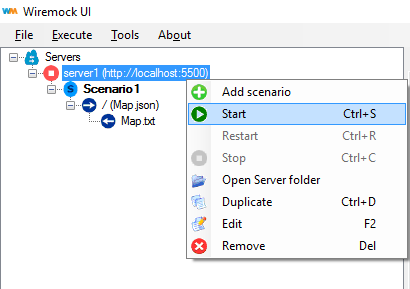 WM Wiremock UI
File Execute Tools About
Servers
server1 (http://localhost:5500)
S Scenario1
/ (Map.json)
Map.txt
Add scenario
Start Ctrl+S
Restart Ctrl+R
Stop Ctrl+C
Open Server folder
Duplicate Ctrl+D
Edit F2
Remove Del